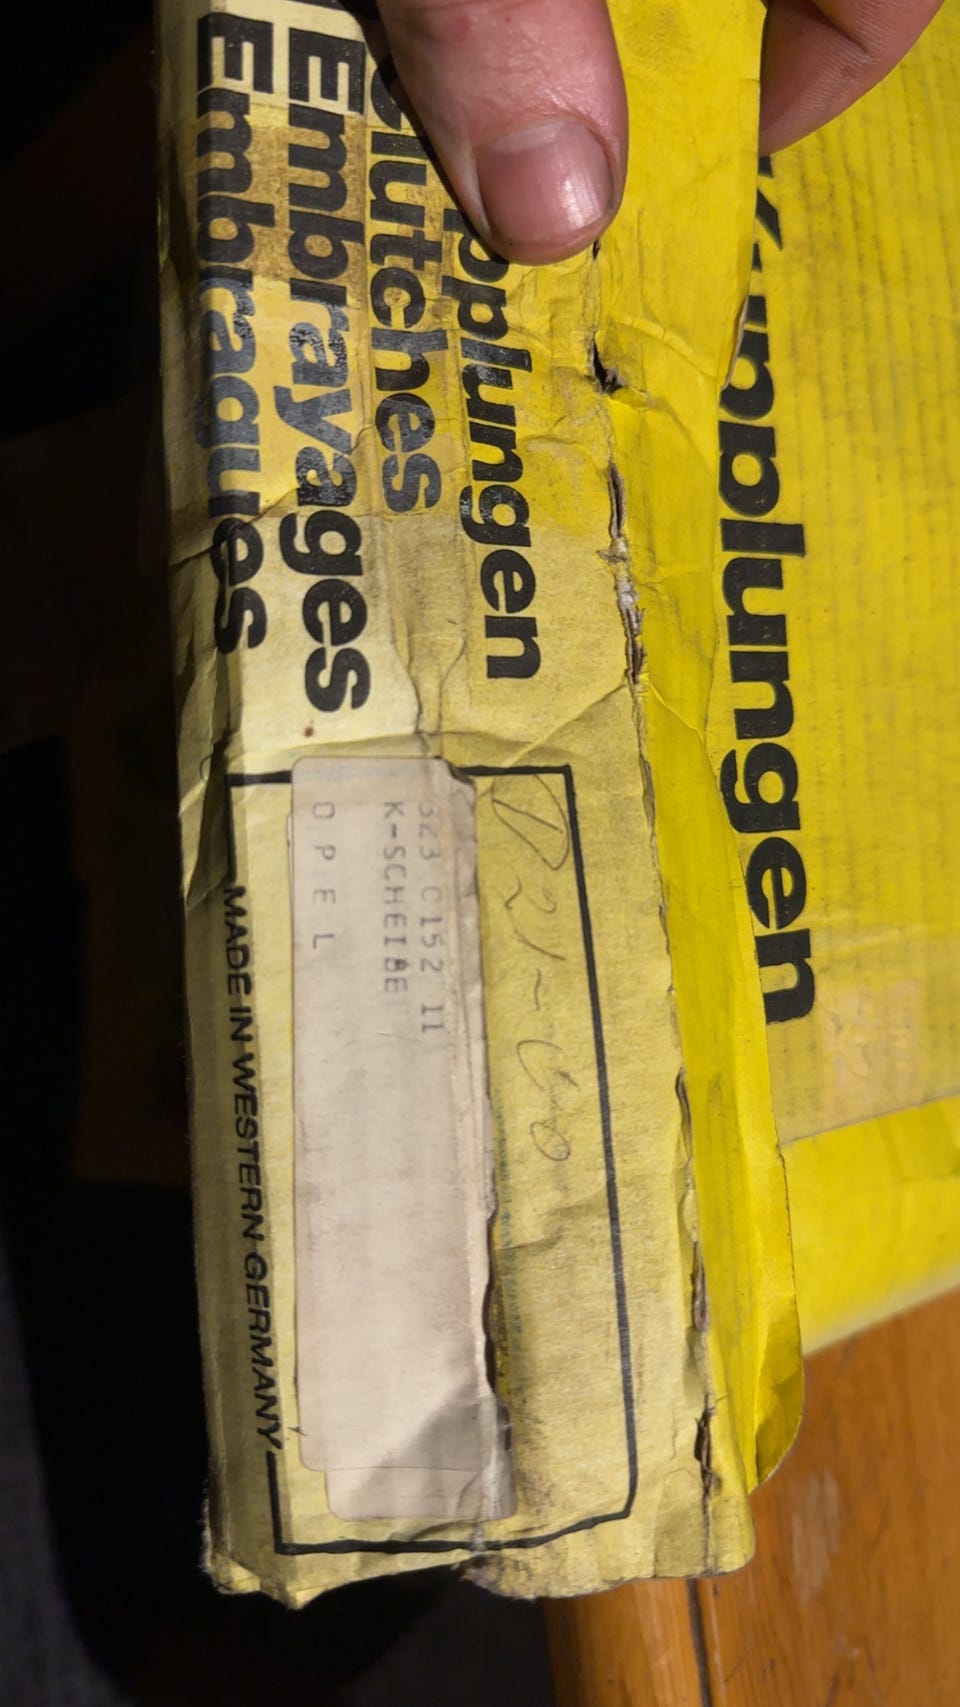 Kupplungen
Clutches
Embrayages
Embragues
323 0152 11
K-SCHEIBE
OPEL
MADE IN WESTERN GERMANY
Kupplungen